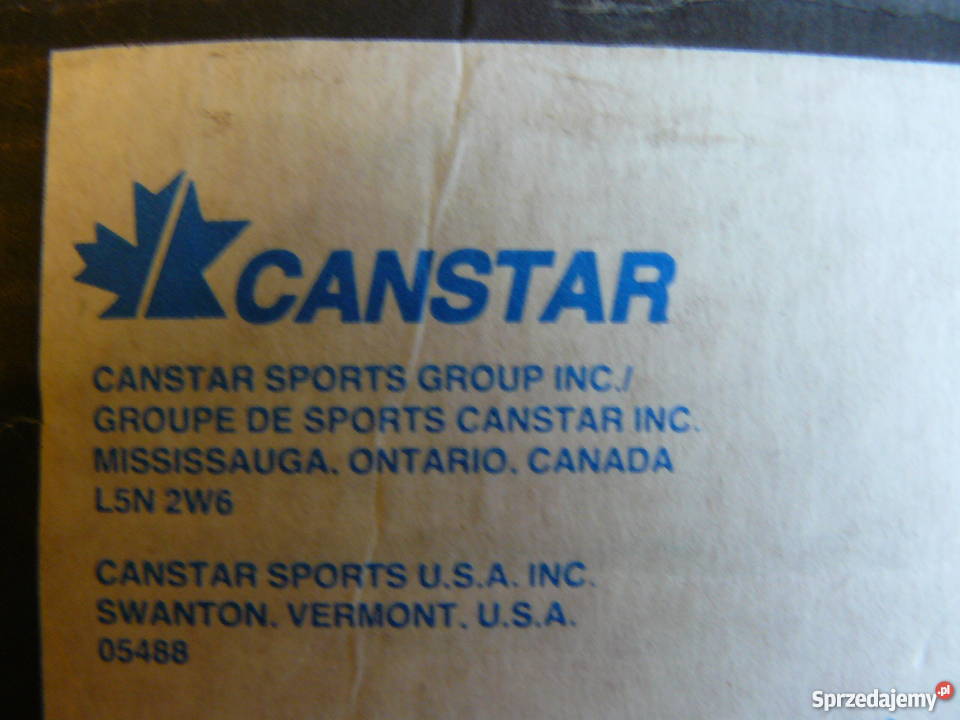 CANSTAR
CANSTAR SPORTS GROUP INC./
GROUPE DE SPORTS CANSTAR INC.
MISSISSAUGA, ONTARIO, CANADA
L5N 2W6
CANSTAR SPORTS U.S.A. INC.
SWANTON, VERMONT, U.S.A.
05488
Sprzedajemy.pl